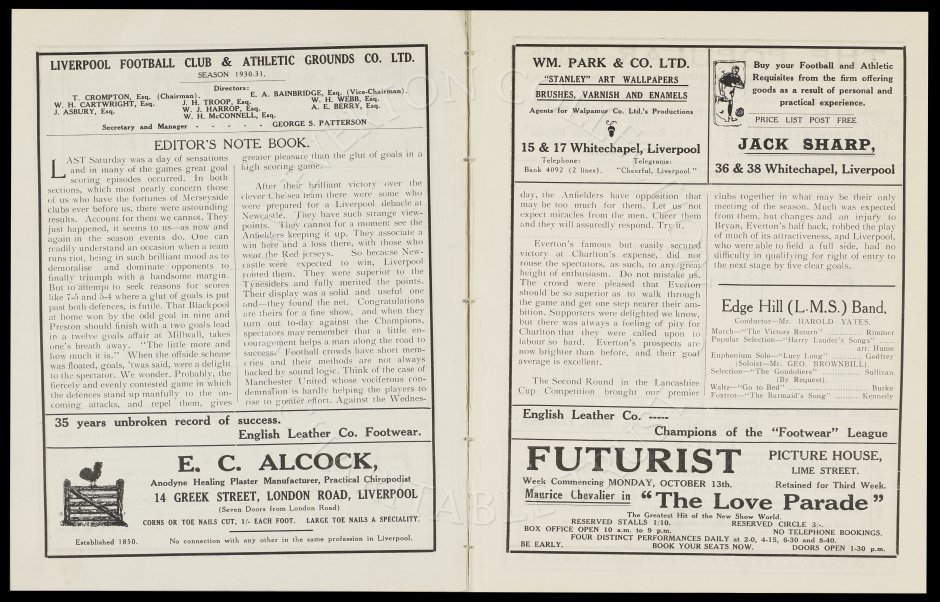 LIVERPOOL FOOTBALL CLUB & ATHLETIC GROUNDS CO. LTD.
SEASON 1930-31.
Directors:
T. CROMPTON, Esq. (Chairman). E. A. BAINBRIDGE, Esq. (Vice-Chairman).
W. H. CARTWRIGHT, Esq. J. H. TROOP, Esq. W. H. WEBB, Esq.
J. ASBURY, Esq. W. J. HARROP, Esq. A. E. BERRY, Esq.
W. H. McCONNELL, Esq.
Secretary and Manager - - - - - GEORGE S. PATTERSON
EDITOR'S NOTE BOOK.
LAST Saturday was a day of sensations
and in many of the games great goal
scoring episodes occurred. In both
sections, which most nearly concern those
of us who have the fortunes of Merseyside
clubs ever before us, there were astounding
results. Account for them we cannot. They
just happened, it seems to us—as now and
again in the season events do. One can
readily understand an occasion when a team
runs riot, being in such brilliant mood as to
demoralise and dominate opponents to
finally triumph with a handsome margin.
But to attempt to seek reasons for scores
like 7-5 and 5-4 where a glut of goals is put
past both defences, is futile. That Blackpool
at home won by the odd goal in nine and
Preston should finish with a two goals lead
in a twelve goals affair at Millwall, takes
one's breath away. "The little more and
how much it is." When the offside scheme
was floated, goals, 'twas said, were a delight
to the spectator. We wonder. Probably, the
fiercely and evenly contested game in which
the defences stand up manfully to the on-
coming attacks, and repel them, gives
greater pleasure than the glut of goals in a
high scoring game.
After their brilliant victory over the
clever Chelsea team there were some who
were prepared for a Liverpool debacle at
Newcastle. They have such strange view-
points. They cannot for a moment see the
Anfielders keeping it up. They associate a
win here and a loss there, with those who
wear the Red jerseys. So because New-
castle were expected to win, Liverpool
routed them. They were superior to the
Tynesiders and fully merited the points.
Their display was a solid and useful one
and—they found the net. Congratulations
are theirs for a fine show, and when they
turn out to-day against the Champions,
spectators may remember that a little en-
couragement helps a man along the road to
success. Football crowds have short mem-
ories and their methods are not always
backed by sound logic. Think of the case of
Manchester United whose vociferous con-
demnation is hardly helping the players to
rise to greater effort. Against the Wednes-
35 years unbroken record of success.
English Leather Co. Footwear.
E. C. ALCOCK,
Anodyne Healing Plaster Manufacturer, Practical Chiropodist
14 GREEK STREET, LONDON ROAD, LIVERPOOL
(Seven Doors from London Road)
CORNS OR TOE NAILS CUT, 1/- EACH FOOT. LARGE TOE NAILS A SPECIALITY.
Established 1850. No connection with any other in the same profession in Liverpool.
WM. PARK & CO. LTD.
"STANLEY" ART WALLPAPERS
BRUSHES, VARNISH AND ENAMELS
Agents for Walpamur Co. Ltd.'s Productions
15 & 17 Whitechapel, Liverpool
Telephone: Telegrams:
Bank 4092 (2 lines). "Cheerful, Liverpool."
Buy your Football and Athletic
Requisites from the firm offering
goods as a result of personal and
practical experience.
PRICE LIST POST FREE
JACK SHARP,
36 & 38 Whitechapel, Liverpool
day, the Anfielders have opposition that
may be too much for them. Let us not
expect miracles from the men. Cheer them
and they will assuredly respond. Try it.
Everton's famous but easily secured
victory at Charlton's expense, did not
rouse the spectators, as such, to any great
height of enthusiasm. Do not mistake us.
The crowd were pleased that Everton
should be so superior as to walk through
the game and get one step nearer their am-
bition. Supporters were delighted we know,
but there was always a feeling of pity for
Charlton that they were called upon to
labour so hard. Everton's prospects are
now brighter than before, and their goal
average is excellent.
The Second Round in the Lancashire
Cup Competition brought our premier
clubs together in what may be their only
meeting of the season. Much was expected
from them, but changes and an injury to
Bryan, Everton's half back, robbed the play
of much of its attractiveness, and Liverpool,
who were able to field a full side, had no
difficulty in qualifying for right of entry to
the next stage by five clear goals.
Edge Hill (L.M.S.) Band.
Conductor—Mr. HAROLD YATES.
March—"The Victors Return" ............ Rimmer
Popular Selection—"Harry Lauder's Songs" .....
arr. Hume
Euphonium Solo—"Lucy Long" ............ Godfrey
(Soloist—Mr. GEO. BROWNBILL).
Selection—"The Gondoliers" ............ Sullivan
(By Request).
Waltz—"Go to Bed" ............ Burke
Foxtrot—"The Barmaid's Song" ......... Kennedy
English Leather Co. -----
Champions of the "Footwear" League
FUTURIST PICTURE HOUSE,
LIME STREET.
Week Commencing MONDAY, OCTOBER 13th. Retained for Third Week.
Maurice Chevalier in "The Love Parade"
The Greatest Hit of the New Show World.
RESERVED STALLS 1/10. RESERVED CIRCLE 3/-.
BOX OFFICE OPEN 10 a.m. to 9 p.m. NO TELEPHONE BOOKINGS.
FOUR DISTINCT PERFORMANCES DAILY at 2-0, 4-15, 6-30 and 8-40.
BE EARLY. BOOK YOUR SEATS NOW. DOORS OPEN 1-30 p.m.